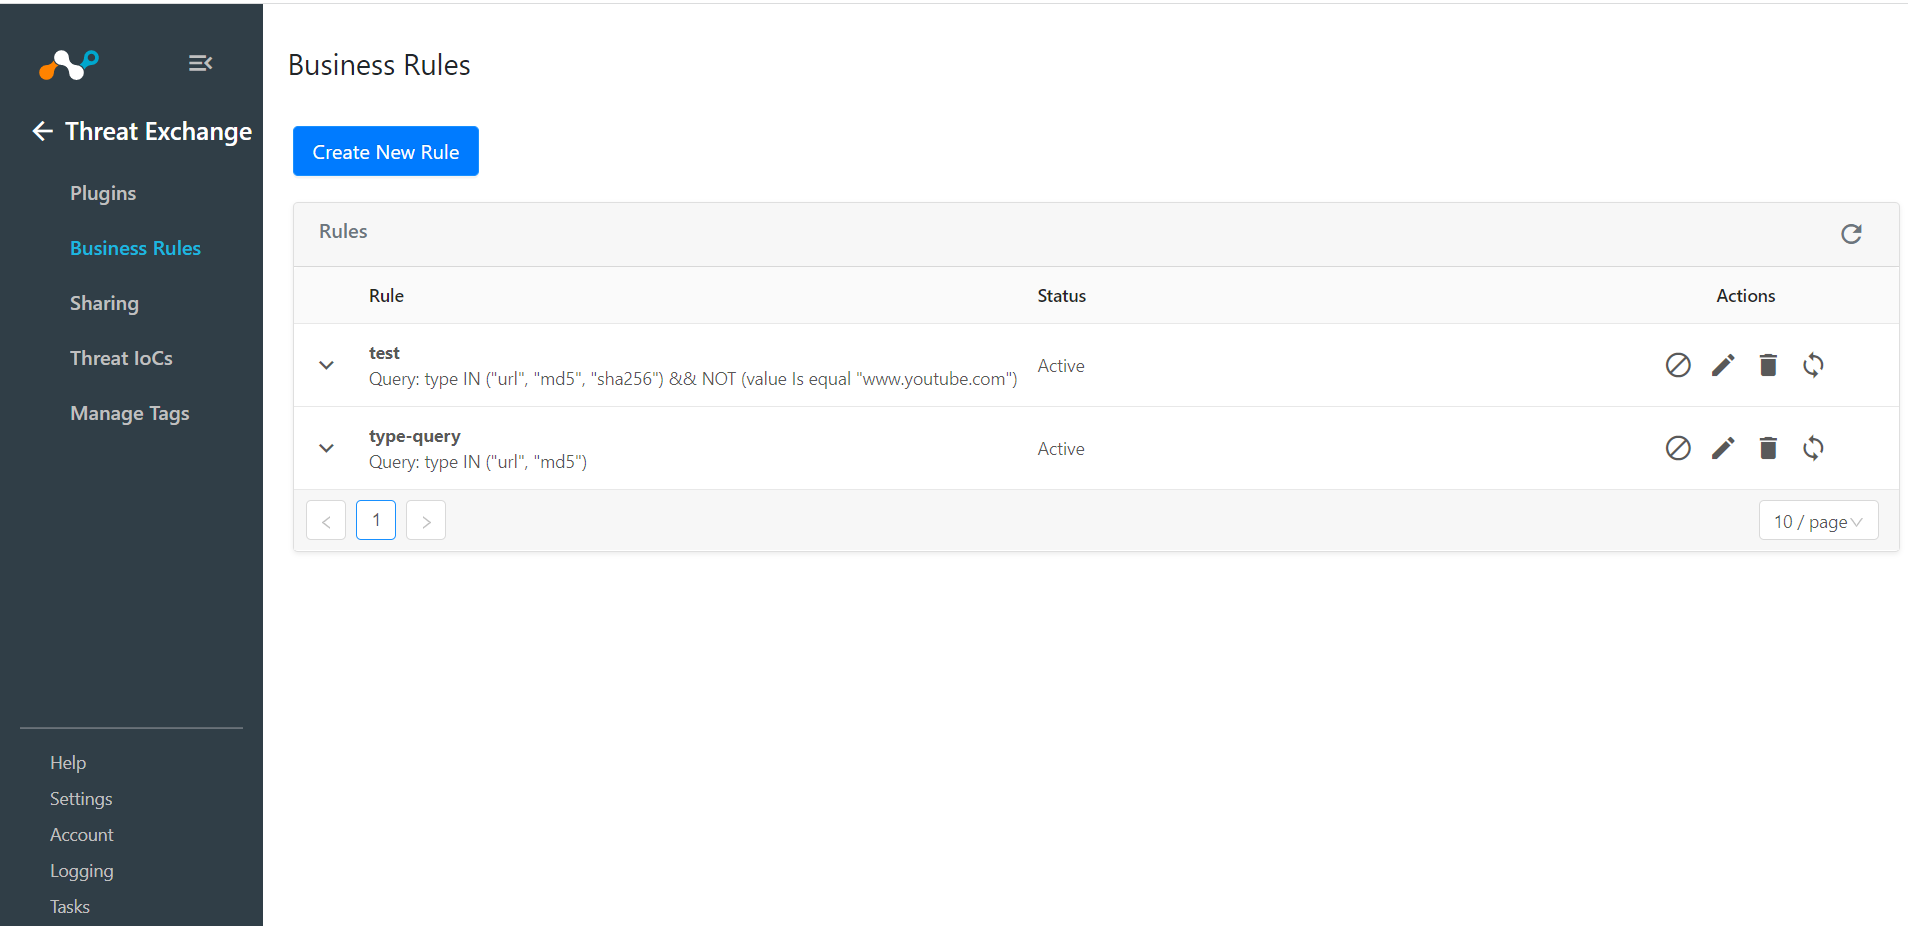 Business Rules
Threat Exchange
Plugins
Business Rules
Sharing
Threat IoCs
Manage Tags
Help
Settings
Account
Logging
Tasks
Create New Rule
Rules
Rule Status Actions
test
Query: type IN ("url", "md5", "sha256") && NOT (value Is equal "www.youtube.com")
Active
type-query
Query: type IN ("url", "md5")
Active
< 1 >
10 / page